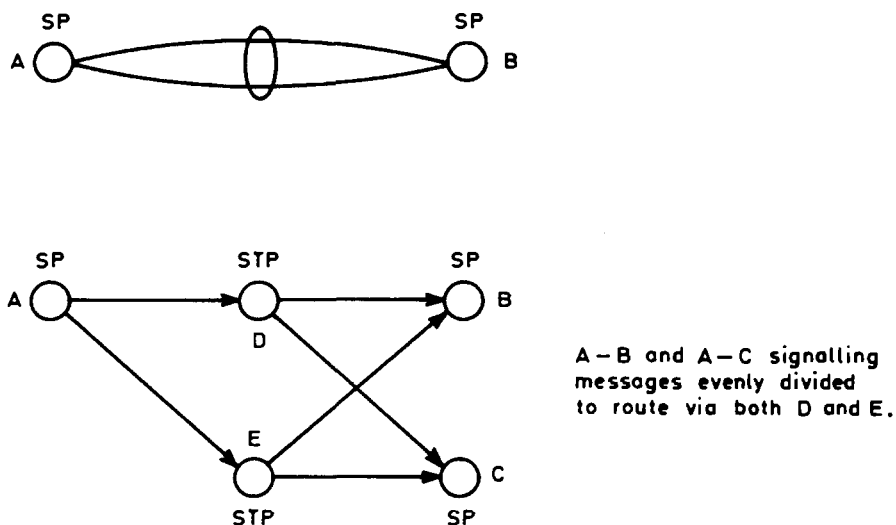 SP SP
A B
SP STP SP
A B
D
A–B and A–C signalling
messages evenly divided
to route via both D and E.
E
C
STP SP